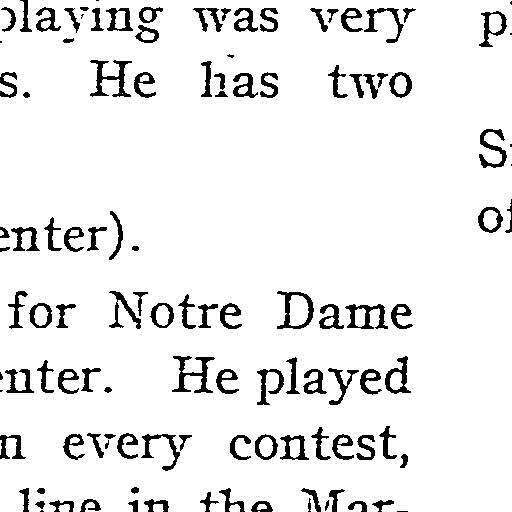 playing was very
s. He has two
enter).
for Notre Dame
enter. He played
n every contest,
line in the Mar-
pl
S
of